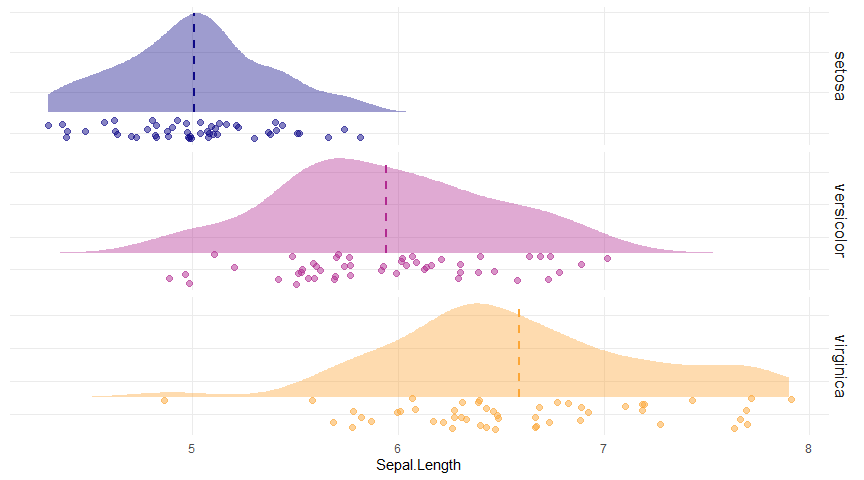 setosa
versicolor
virginica
5 6 7 8
Sepal.Length